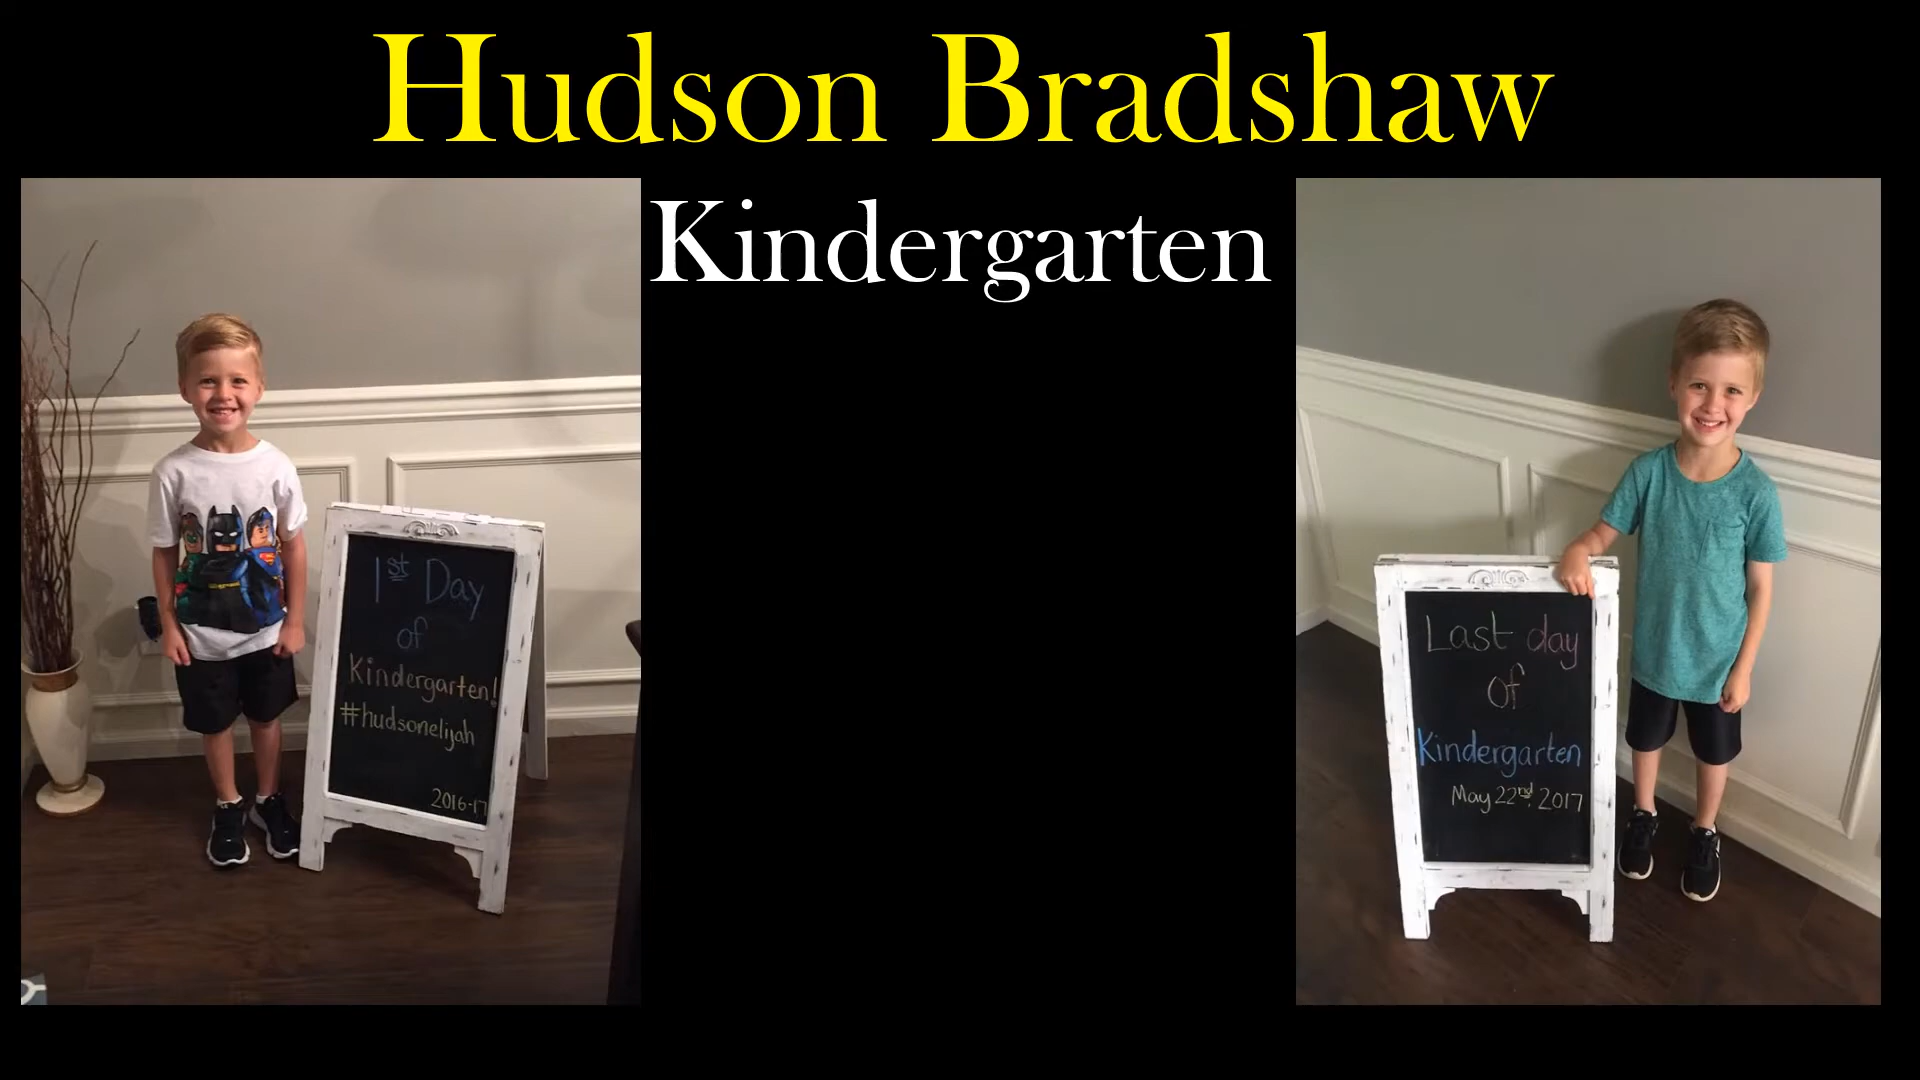 Hudson Bradshaw
Kindergarten
1st Day
of
Kindergarten!
#hudsonelijah
2016-17
Last day
of
Kindergarten
May 22nd, 2017